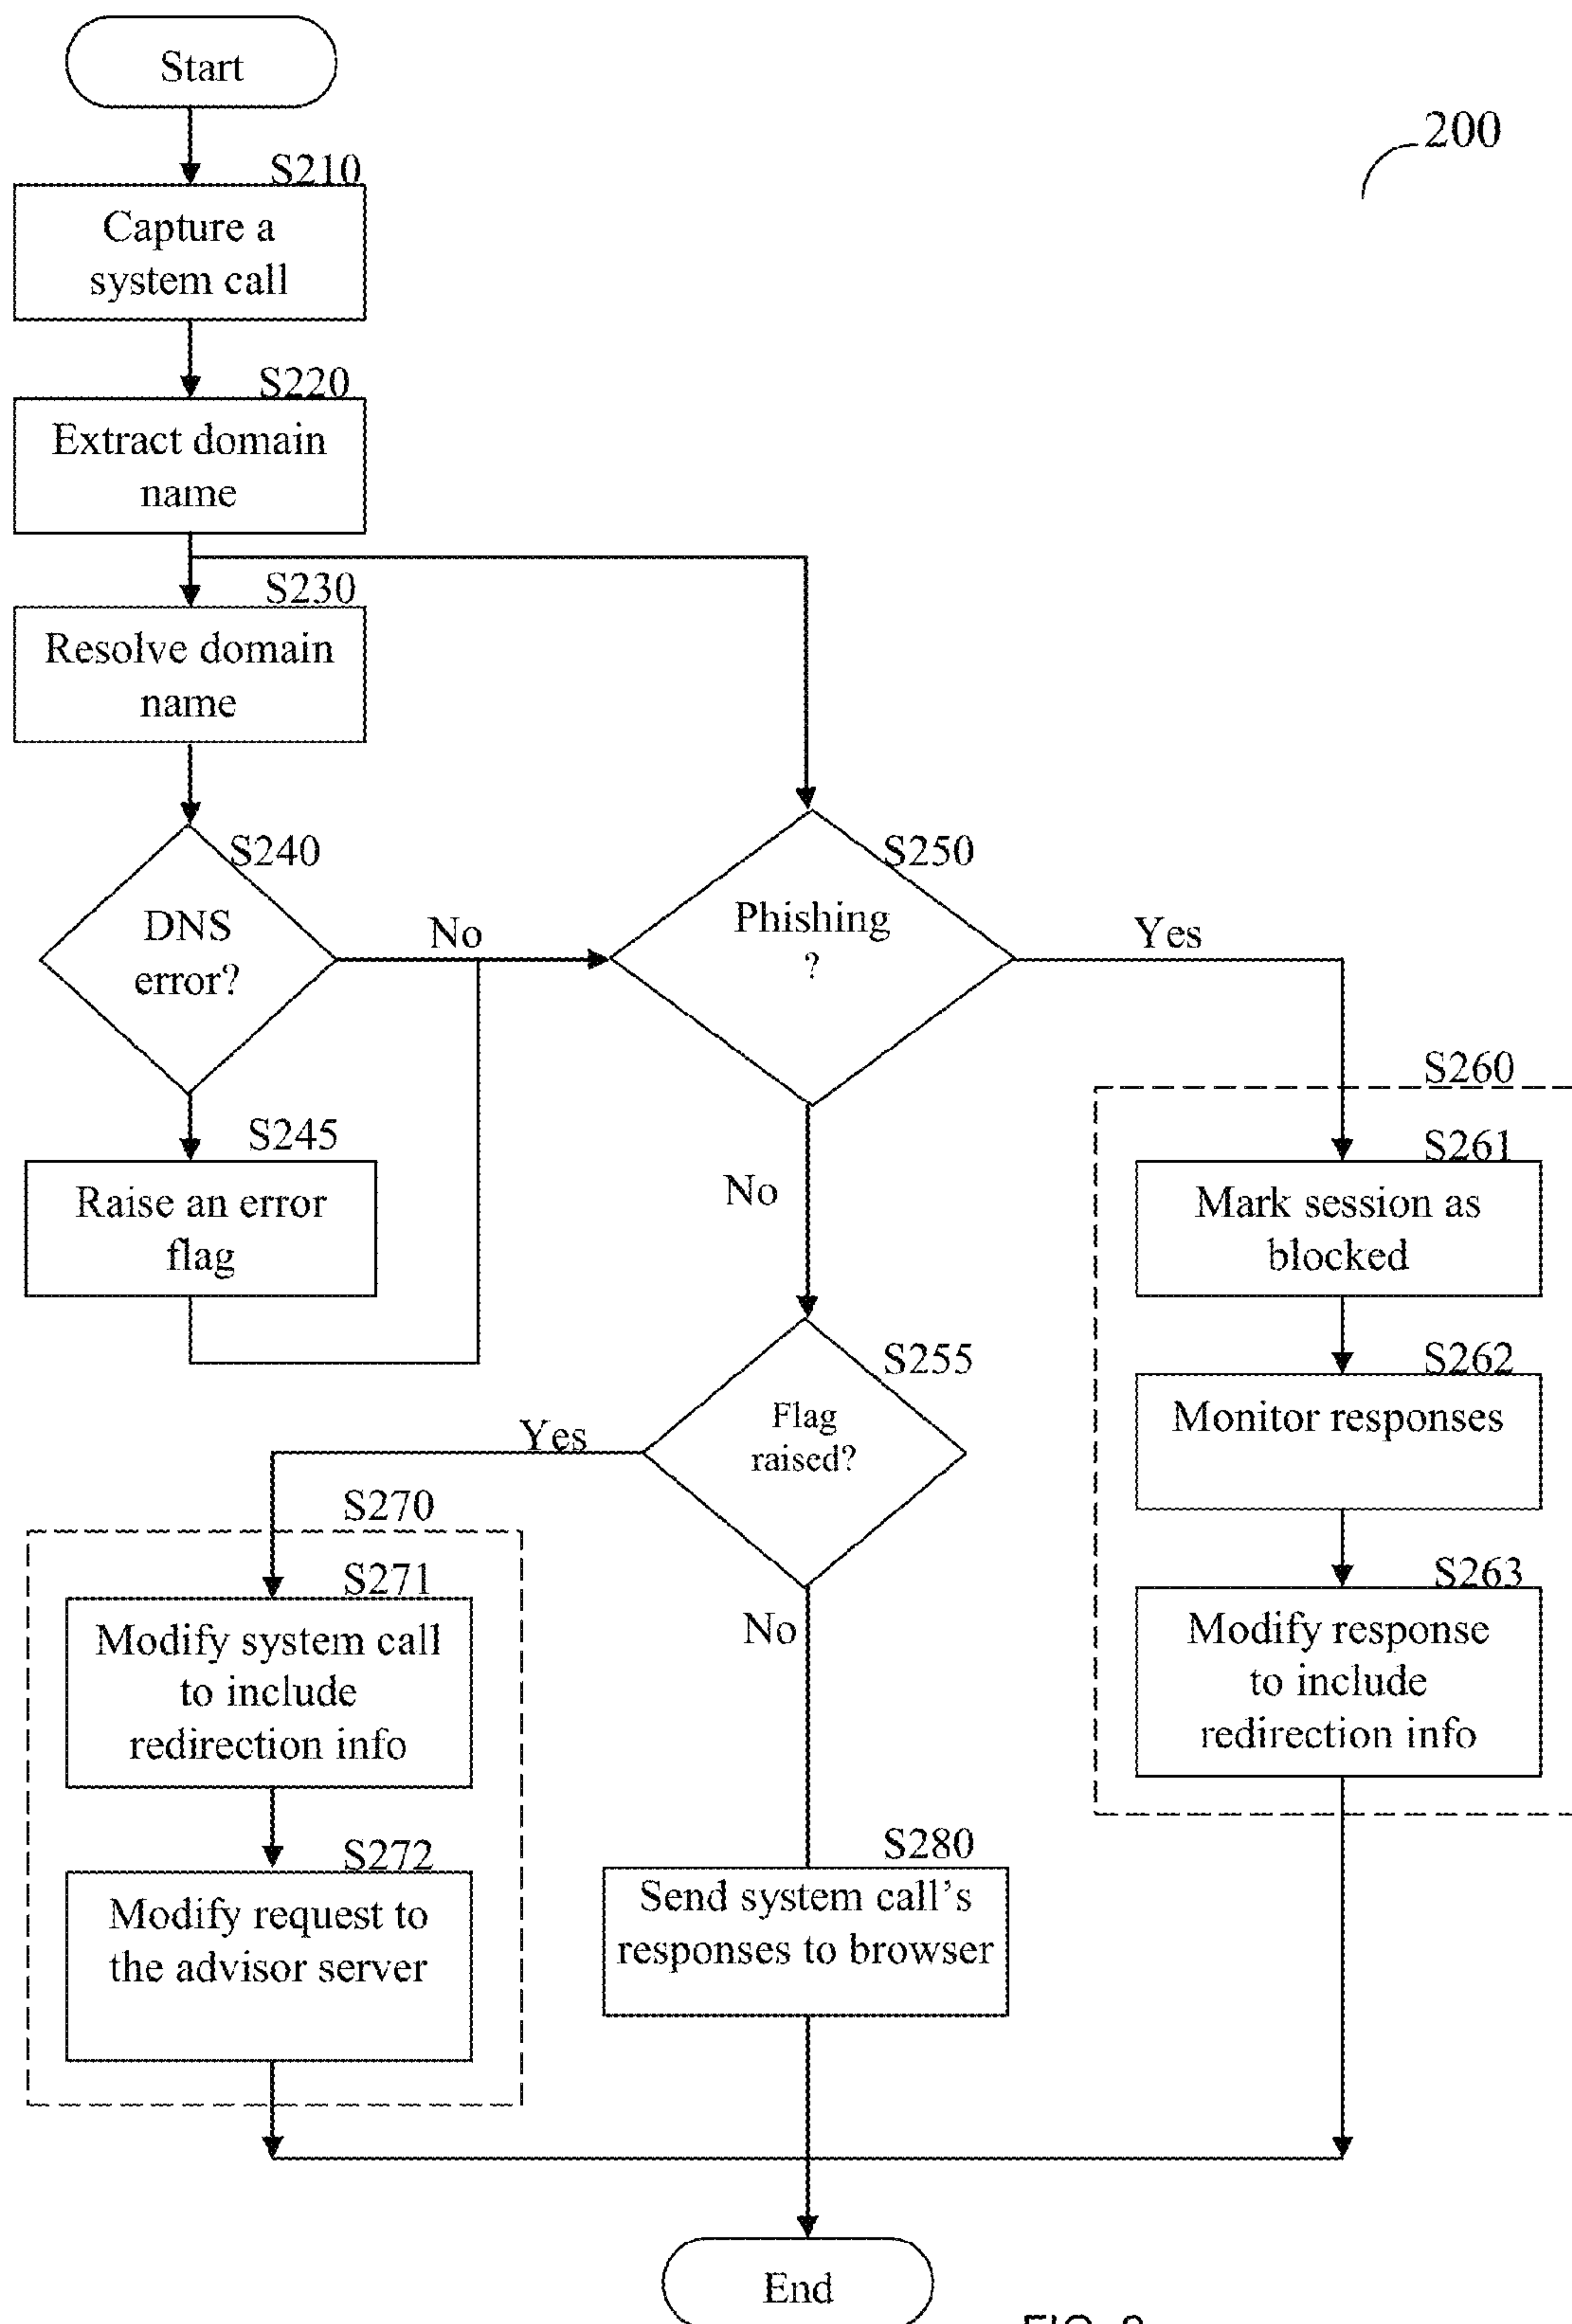 Start
200
S210
Capture a
system call
S220
Extract domain
name
S230
Resolve domain
name
S240
DNS
error?
No
S250
Phishing
?
Yes
S245
Raise an error
flag
No
S260
S261
Mark session as
blocked
S255
Flag
raised?
Yes
S262
Monitor responses
S270
S271
Modify system call
to include
redirection info
No
S263
Modify response
to include
redirection info
S272
Modify request to
the advisor server
S280
Send system call's
responses to browser
End